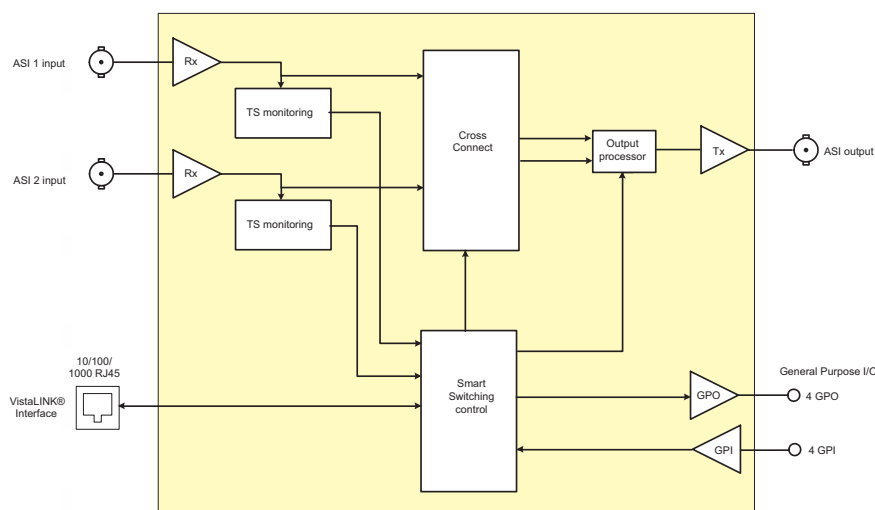 ASI 1 input
Rx
TS monitoring
Cross
Connect
Output
processor
Tx
ASI output
ASI 2 input
Rx
TS monitoring
10/100/
1000 RJ45
VistaLINK®
Interface
Smart
Switching
control
General Purpose I/O
GPO
4 GPO
GPI
4 GPI